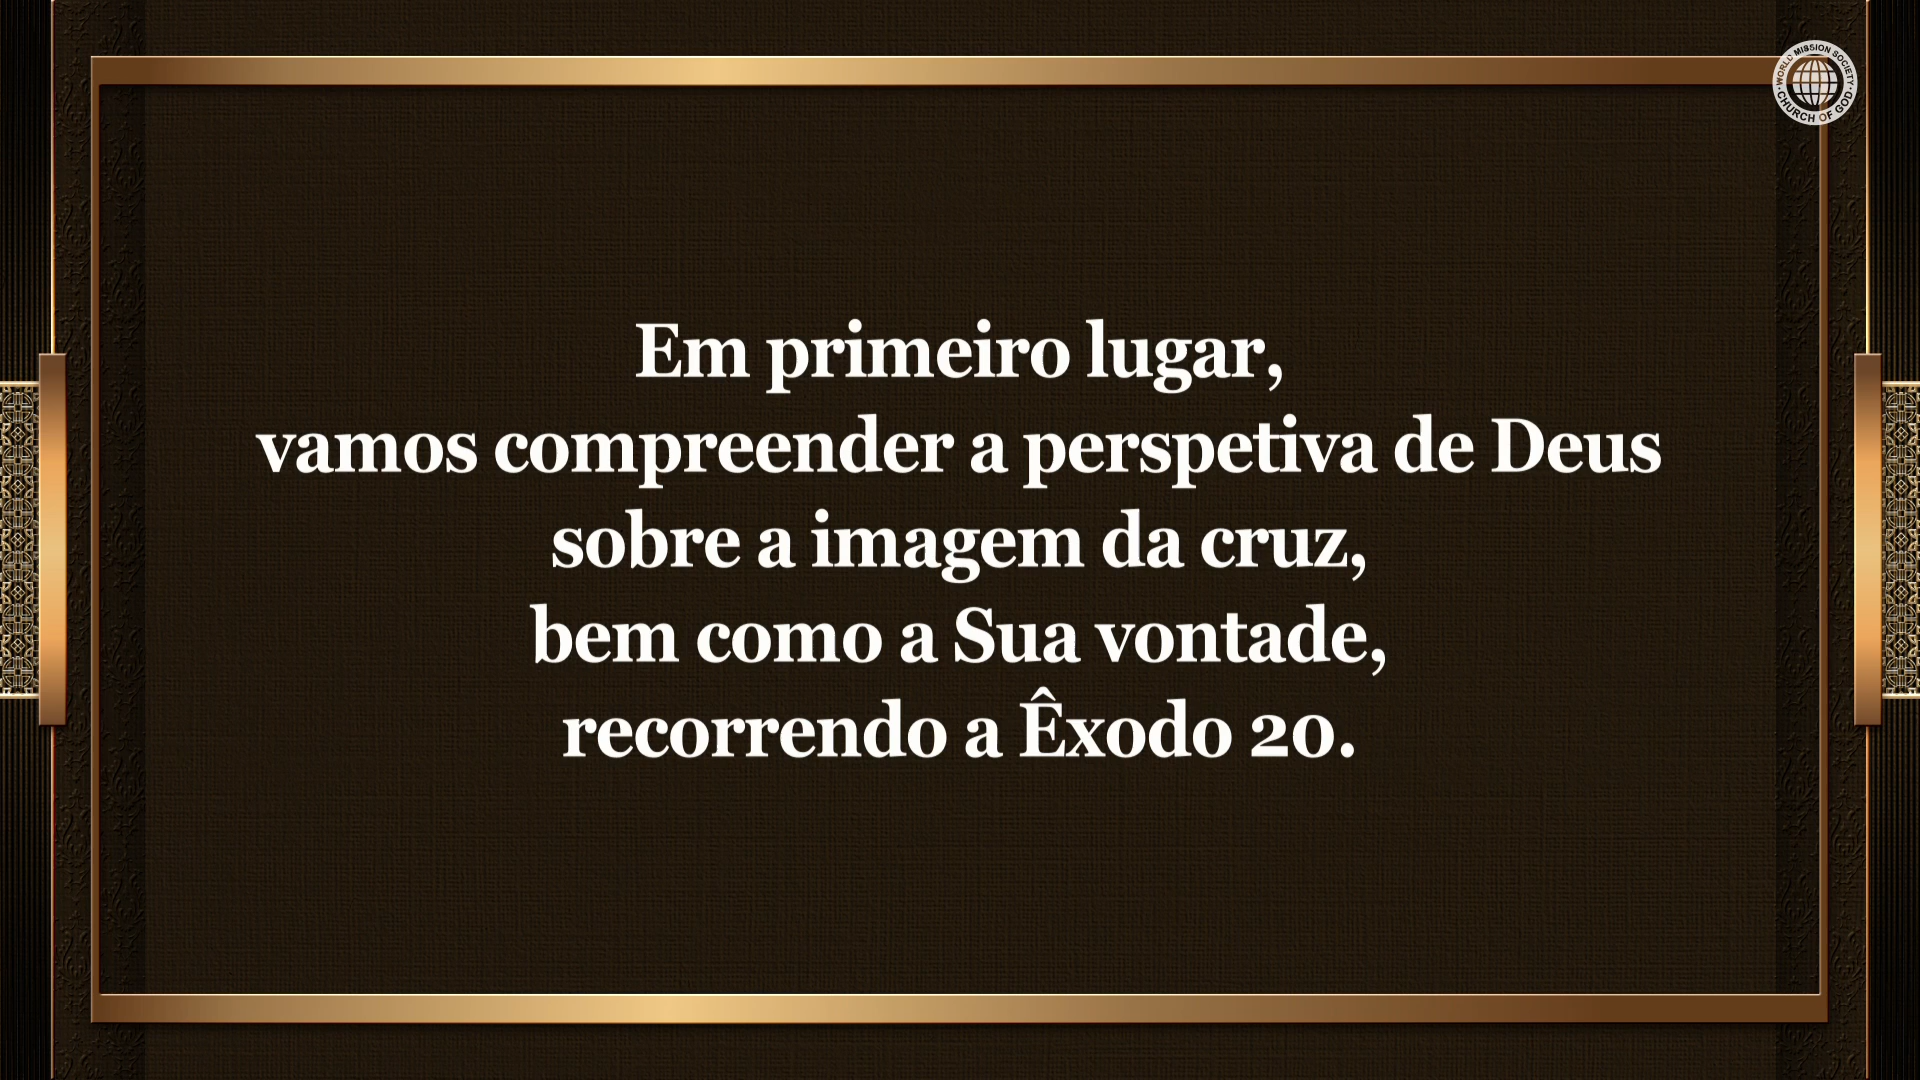 WORLD MISSION SOCIETY
CHURCH OF GOD
Em primeiro lugar,
vamos compreender a perspetiva de Deus
sobre a imagem da cruz,
bem como a Sua vontade,
recorrendo a Êxodo 20.